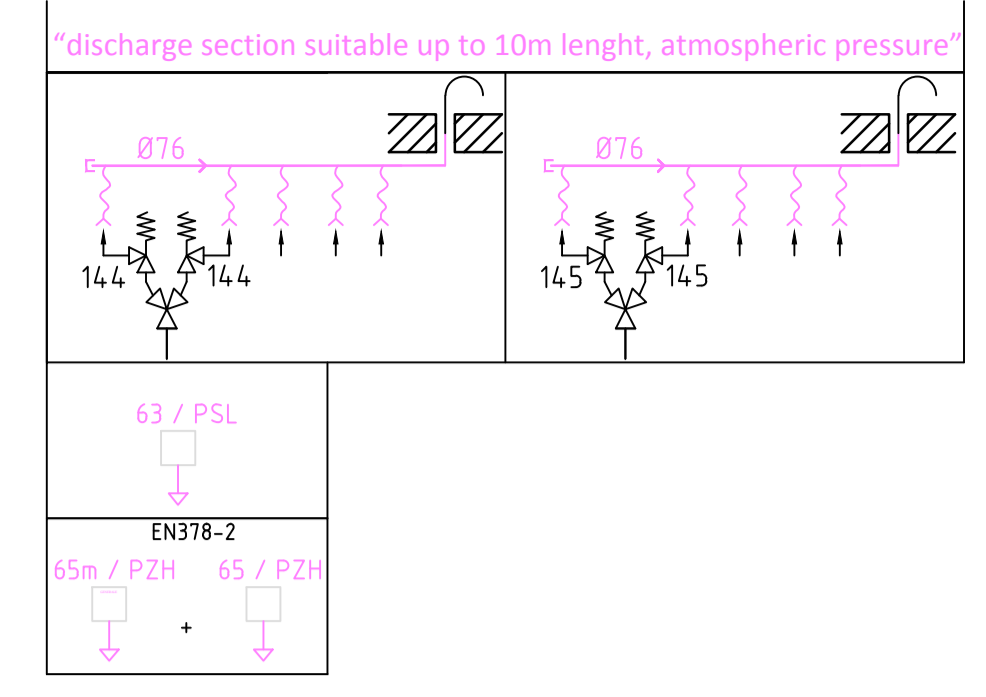 “discharge section suitable up to 10m lenght, atmospheric pressure”
Ø76
Ø76
144
144
145
145
63 / PSL
EN378-2
65m / PZH
65 / PZH
+